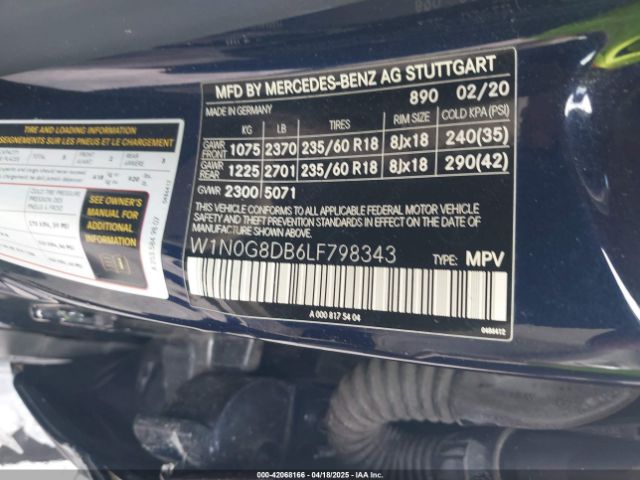 MFD BY MERCEDES-BENZ AG STUTTGART
MADE IN GERMANY 890 02/20
KG LB TIRES RIM SIZE COLD KPA (PSI)
GAWR FRONT 1075 2370 235/60 R18 8Jx18 240(35)
GAWR REAR 1225 2701 235/60 R18 8Jx18 290(42)
GVWR 2300 5071
THIS VEHICLE CONFORMS TO ALL APPLICABLE FEDERAL MOTOR VEHICLE
SAFETY, BUMPER, AND THEFT PREVENTION STANDARDS IN EFFECT ON THE DATE OF
MANUFACTURE SHOWN ABOVE.
W1N0G8DB6LF798343 TYPE: MPV
A 000 817 54 04
TIRE AND LOADING INFORMATION
SEE OWNER'S
MANUAL FOR
ADDITIONAL
INFORMATION
000-42068166 - 04/18/2025 - IAAI.COM